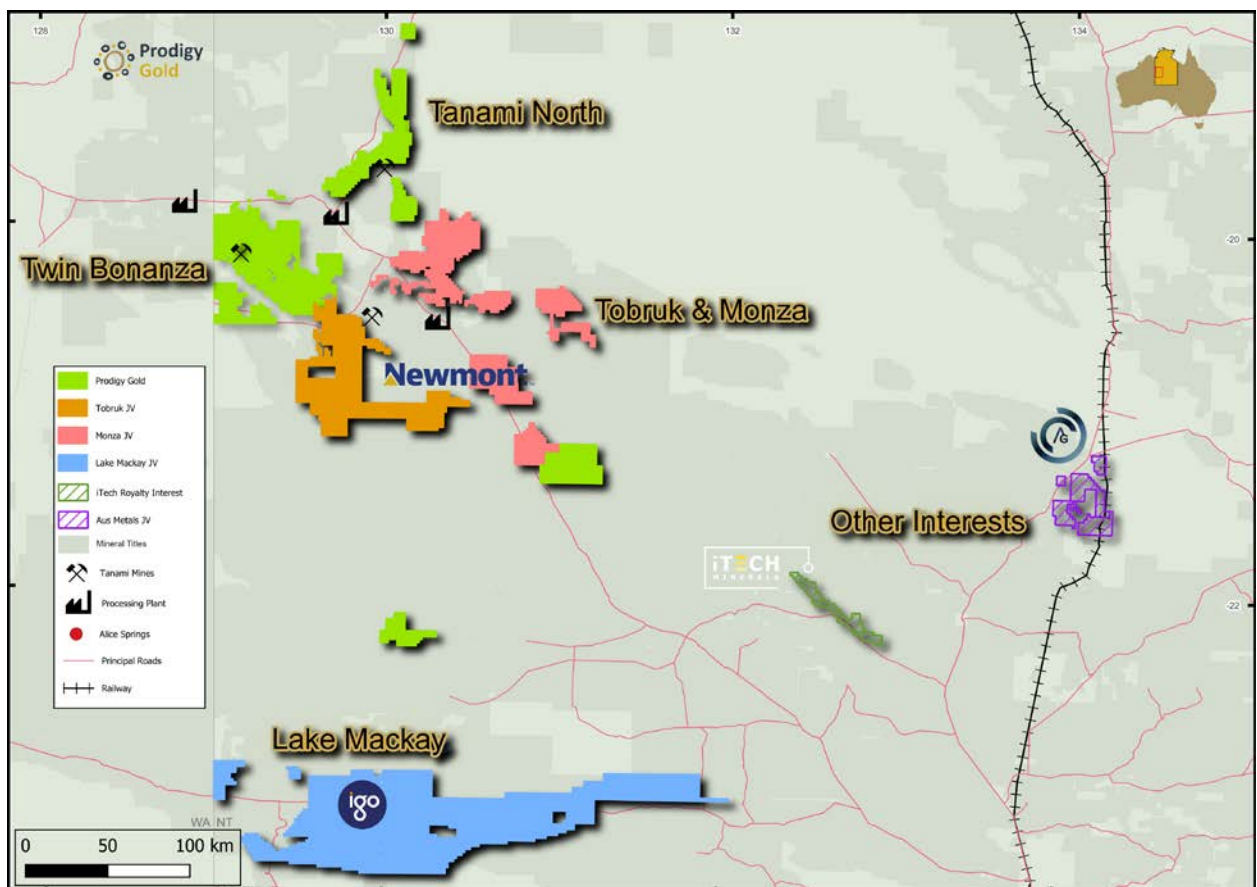 128
130
132
134
Prodigy
Gold
Tanami North
-20
Twin Bonanza
Tobruk & Monza
Newmont
Prodigy Gold
Tobruk JV
Monza JV
Lake Mackay JV
iTech Royalty Interest
Aus Metals JV
Mineral Titles
Tanami Mines
Processing Plant
Alice Springs
Principal Roads
Railway
Other Interests
iTECH
MINERALS
-22
Lake Mackay
igo
WA NT
0 50 100 km